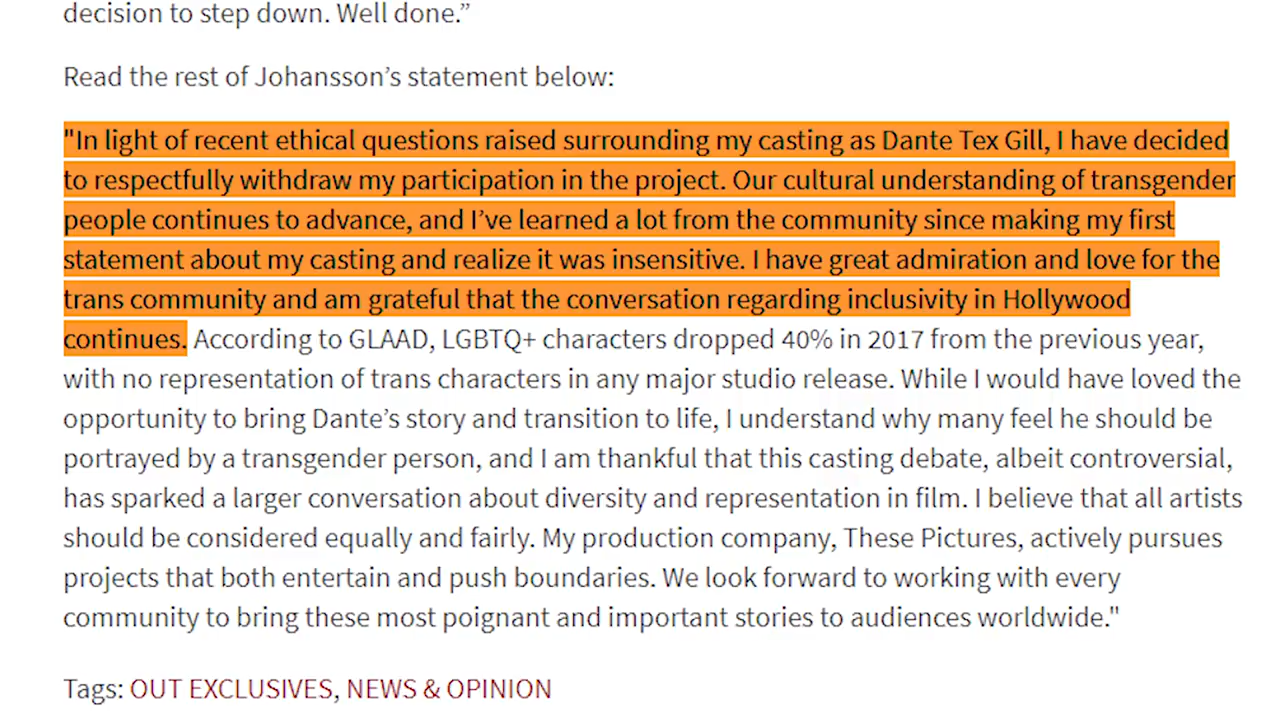 decision to step down. Well done.”
Read the rest of Johansson’s statement below:
"In light of recent ethical questions raised surrounding my casting as Dante Tex Gill, I have decided
to respectfully withdraw my participation in the project. Our cultural understanding of transgender
people continues to advance, and I’ve learned a lot from the community since making my first
statement about my casting and realize it was insensitive. I have great admiration and love for the
trans community and am grateful that the conversation regarding inclusivity in Hollywood
continues. According to GLAAD, LGBTQ+ characters dropped 40% in 2017 from the previous year,
with no representation of trans characters in any major studio release. While I would have loved the
opportunity to bring Dante’s story and transition to life, I understand why many feel he should be
portrayed by a transgender person, and I am thankful that this casting debate, albeit controversial,
has sparked a larger conversation about diversity and representation in film. I believe that all artists
should be considered equally and fairly. My production company, These Pictures, actively pursues
projects that both entertain and push boundaries. We look forward to working with every
community to bring these most poignant and important stories to audiences worldwide."
Tags: OUT EXCLUSIVES, NEWS & OPINION